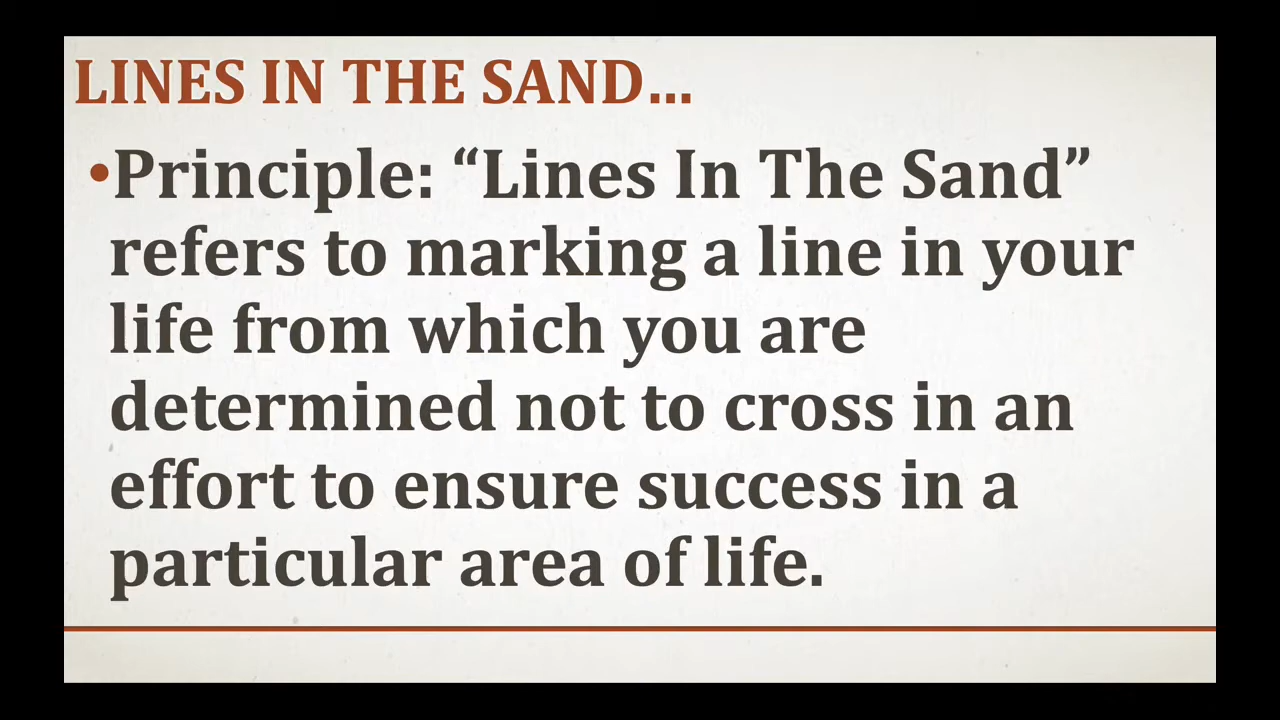 LINES IN THE SAND...
•Principle: “Lines In The Sand”
refers to marking a line in your
life from which you are
determined not to cross in an
effort to ensure success in a
particular area of life.